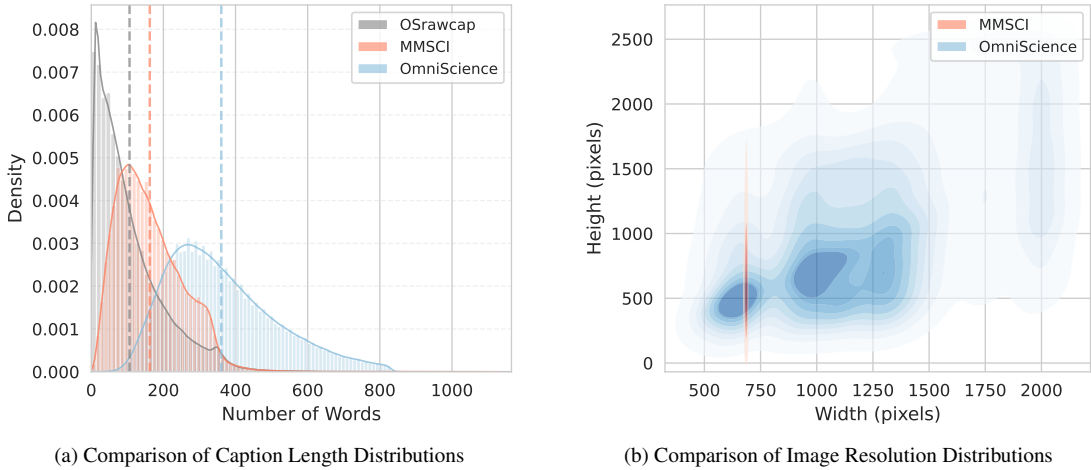 OSrawcap
MMSCI
OmniScience
0.008
0.007
0.006
0.005
0.004
0.003
0.002
0.001
0.000
Density
0 200 400 600 800 1000
Number of Words
(a) Comparison of Caption Length Distributions
MMSCI
OmniScience
2500
2000
1500
1000
500
0
Height (pixels)
500 750 1000 1250 1500 1750 2000
Width (pixels)
(b) Comparison of Image Resolution Distributions